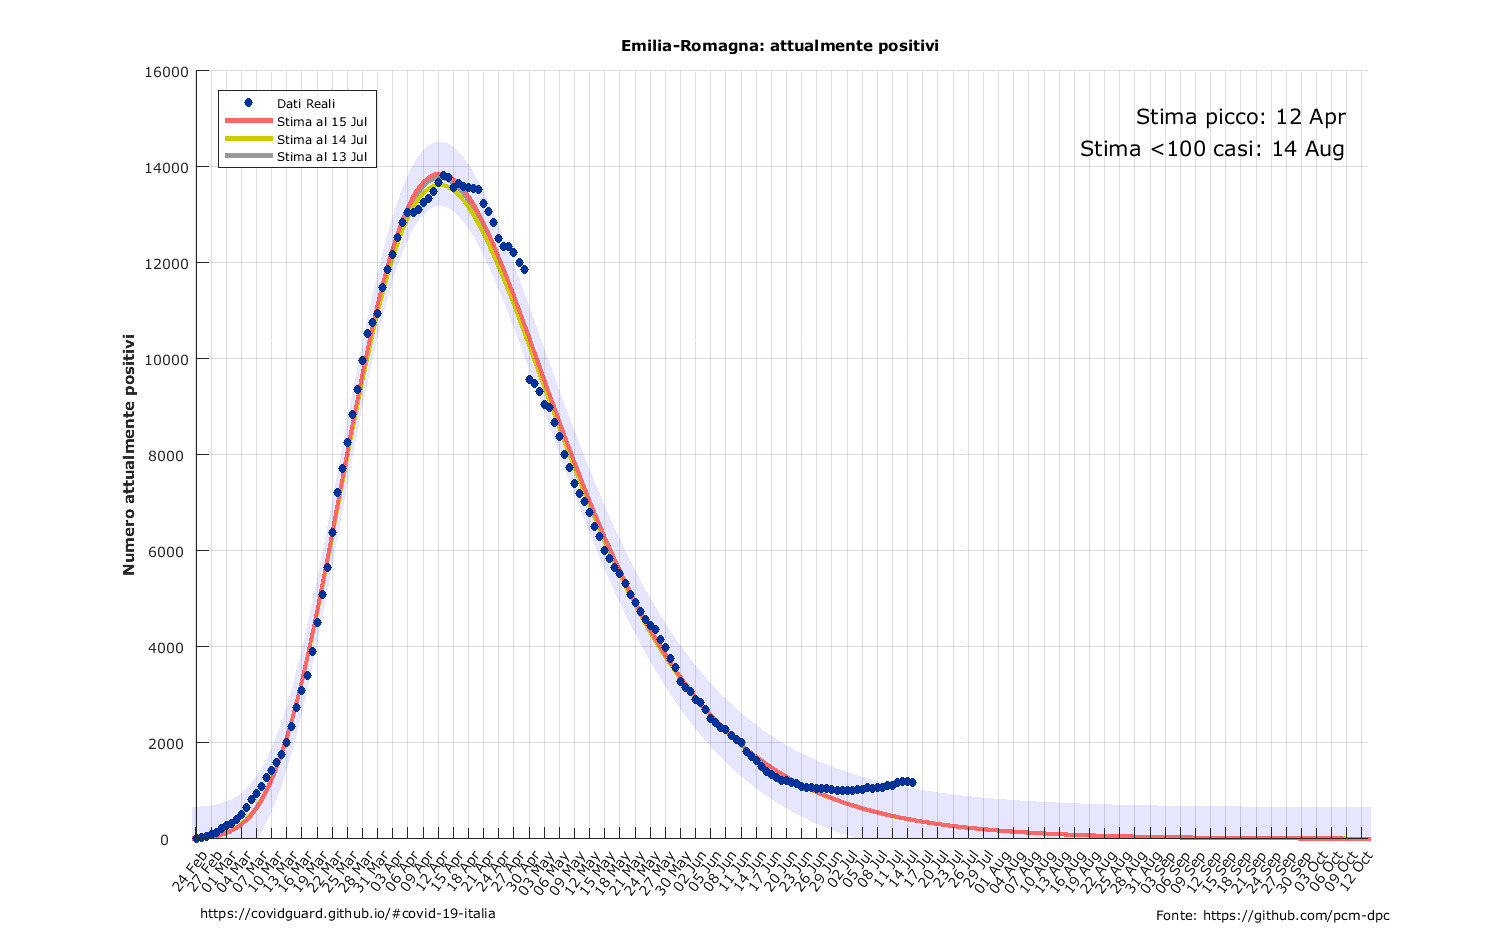 Emilia-Romagna: attualmente positivi
Stima picco: 12 Apr
Stima <100 casi: 14 Aug
Dati Reali
Stima al 15 Jul
Stima al 14 Jul
Stima al 13 Jul
Numero attualmente positivi
16000
14000
12000
10000
8000
6000
4000
2000
0
24 Feb
27 Feb
01 Mar
04 Mar
07 Mar
10 Mar
13 Mar
16 Mar
19 Mar
22 Mar
25 Mar
28 Mar
31 Mar
03 Apr
06 Apr
09 Apr
12 Apr
15 Apr
18 Apr
21 Apr
24 Apr
27 Apr
30 Apr
03 May
06 May
09 May
12 May
15 May
18 May
21 May
24 May
27 May
30 May
02 Jun
05 Jun
08 Jun
11 Jun
14 Jun
17 Jun
20 Jun
23 Jun
26 Jun
29 Jun
02 Jul
05 Jul
08 Jul
11 Jul
14 Jul
17 Jul
20 Jul
23 Jul
26 Jul
29 Jul
01 Aug
04 Aug
07 Aug
10 Aug
13 Aug
16 Aug
19 Aug
22 Aug
25 Aug
28 Aug
31 Aug
03 Sep
06 Sep
09 Sep
12 Sep
15 Sep
18 Sep
21 Sep
24 Sep
27 Sep
30 Sep
03 Oct
06 Oct
09 Oct
12 Oct
https://covidguard.github.io/#covid-19-italia
Fonte: https://github.com/pcm-dpc